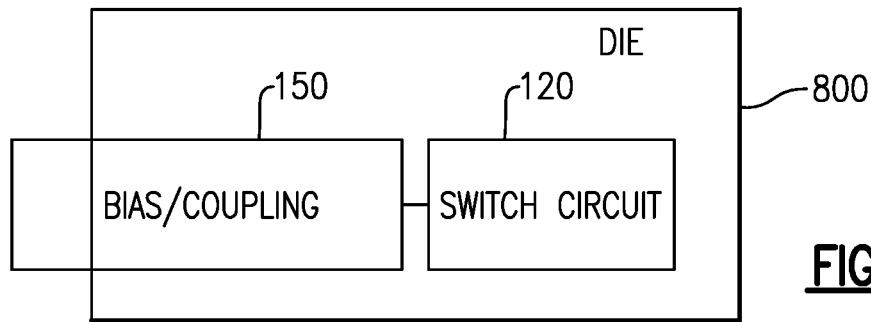 DIE
150
120
800
BIAS/COUPLING
SWITCH CIRCUIT
FIG